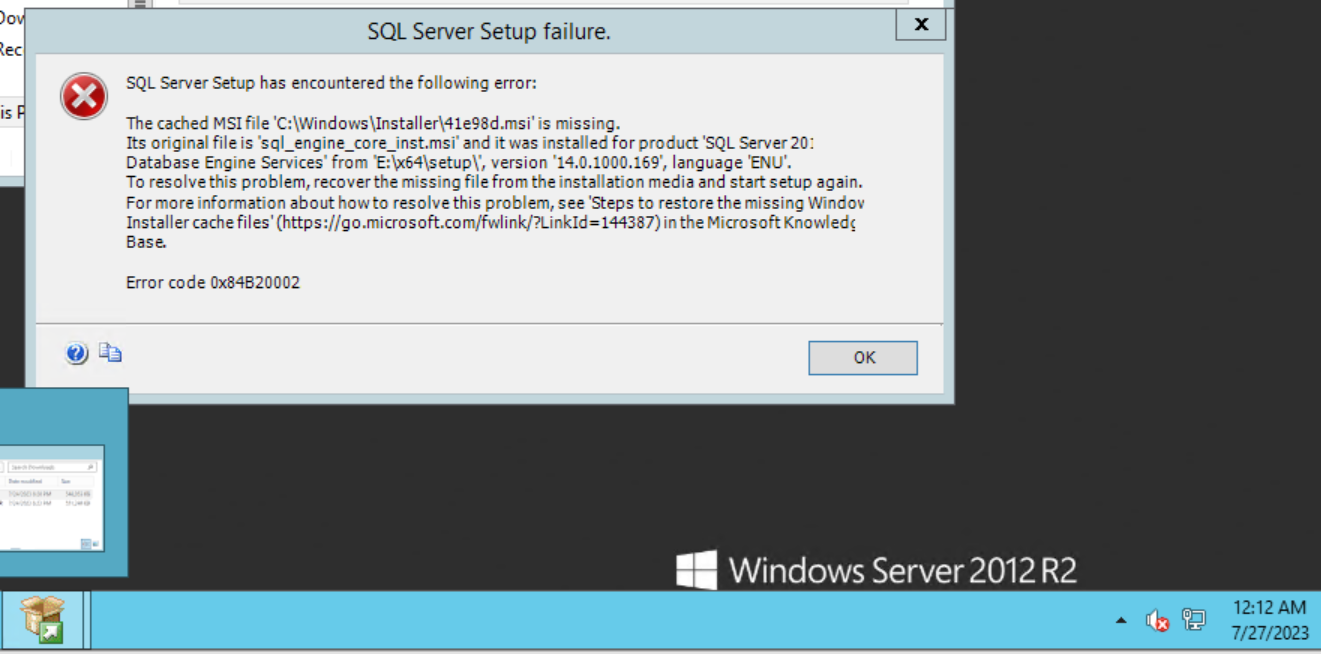 Dow
SQL Server Setup failure.
x
Rec
SQL Server Setup has encountered the following error:
is P
The cached MSI file 'C:\Windows\Installer\41e98d.msi' is missing.
Its original file is 'sql_engine_core_inst.msi' and it was installed for product 'SQL Server 201
Database Engine Services' from 'E:\x64\setup\', version '14.0.1000.169', language 'ENU'.
To resolve this problem, recover the missing file from the installation media and start setup again.
For more information about how to resolve this problem, see 'Steps to restore the missing Window
Installer cache files' (https://go.microsoft.com/fwlink/?LinkId=144387) in the Microsoft Knowledg
Base.
Error code 0x84B20002
OK
Search Downloads
Date modified Size
Windows Server 2012 R2
12:12 AM
7/27/2023